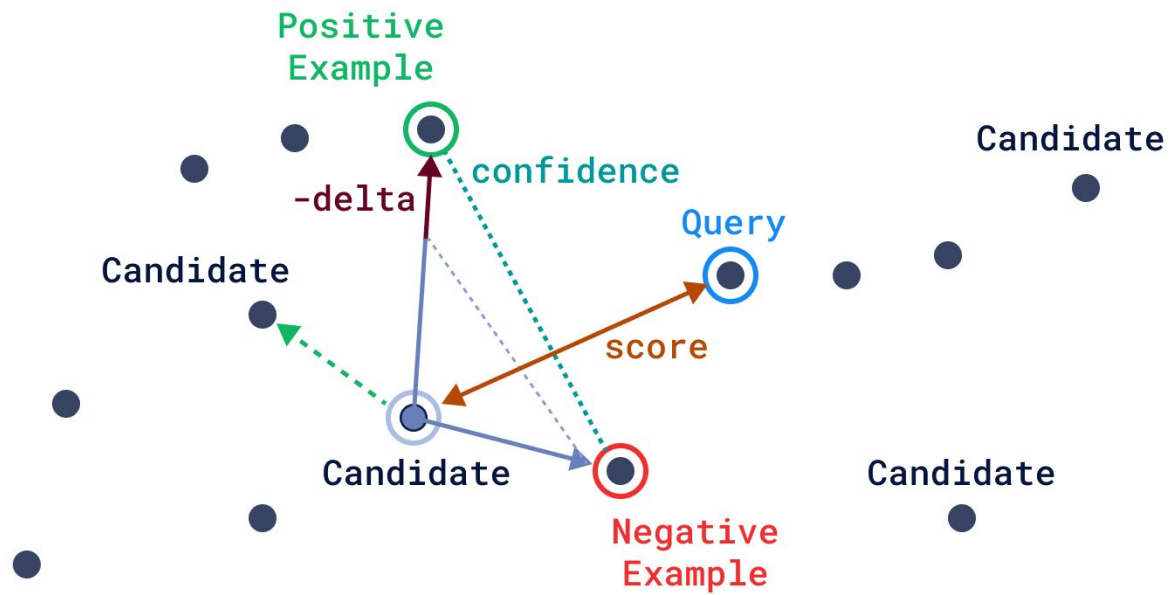 Positive
Example
Candidate
confidence
-delta
Query
Candidate
score
Candidate
Candidate
Negative
Example